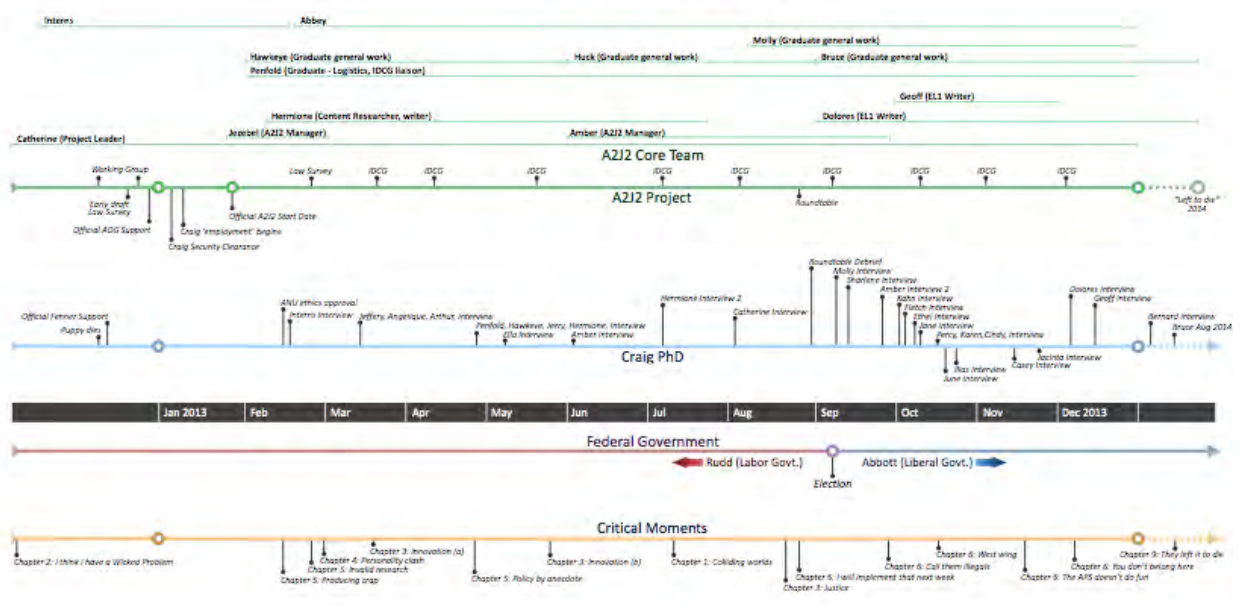 Interns
Abbey
Molly (Graduate general work)
Hawkeye (Graduate general work)
Huck (Graduate general work)
Bruce (Graduate general work)
Penfold (Graduate - Logistics, IDCG liaison)
Geoff (EL1 Writer)
Hermione (Content Researcher, writer)
Dolores (EL1 Writer)
Catherine (Project Leader)
Jezebel (A2J2 Manager)
Amber (A2J2 Manager)
A2J2 Core Team
Working Group
Law Survey
IDCG
IDCG
IDCG
IDCG
IDCG
IDCG
IDCG
IDCG
IDCG
A2J2 Project
Early draft
Law Survey
Roundtable
"Left to die"
2014
Official A2J2 Start Date
Official AGD Support
Craig 'employment' begins
Craig Security Clearance
Roundtable Debrief
Molly Interview
Sharlene Interview
Amber Interview 2
Dolores Interview
Hermione Interview 2
Kahn Interview
Geoff Interview
ANU ethics approval
Fletch Interview
Official Fenner Support
Interns Interview
Jeffery, Angelique, Arthur, Interview
Catherine Interview
Ethel Interview
Bernard Interview
Puppy dies
Penfold, Hawkeye, Jerry, Hermione, Interview
Jane Interview
Bruce Aug 2014
Ella Interview
Amber Interview
Percy, Karen, Cindy, Interview
Craig PhD
Jacinta Interview
Casey Interview
Ilias Interview
June Interview
Jan 2013
Feb
Mar
Apr
May
Jun
Jul
Aug
Sep
Oct
Nov
Dec 2013
Federal Government
Rudd (Labor Govt.)
Abbott (Liberal Govt.)
Election
Critical Moments
Chapter 3: Innovation (a)
Chapter 6: West wing
Chapter 9: They left it to die
Chapter 2: I think I have a Wicked Problem
Chapter 4: Personality clash
Chapter 3: Innovation (b)
Chapter 1: Colliding worlds
Chapter 6: Call them illegals
Chapter 6: You don't belong here
Chapter 5: Invalid research
Chapter 5: Producing crap
Chapter 5: Policy by anecdote
Chapter 6: I will implement that next week
Chapter 6: The APS doesn't do fun
Chapter 3: Justice